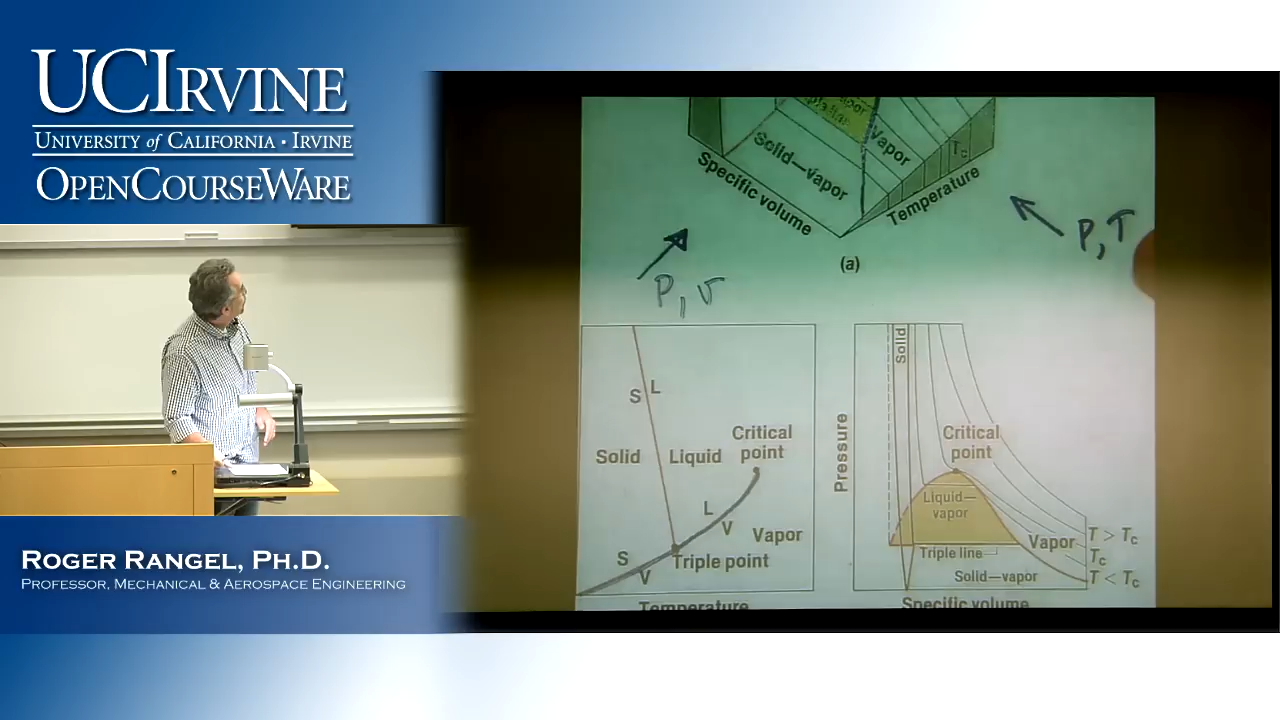 UCIRVINE
UNIVERSITY of CALIFORNIA · IRVINE
OPENCOURSEWARE
ROGER RANGEL, PH.D.
PROFESSOR, MECHANICAL & AEROSPACE ENGINEERING
Solid—vapor
Vapor
Tc
Specific volume
Temperature
(a)
P, v
P, T
S L
Solid
Liquid
Critical
point
L
V
Vapor
S
V
Triple point
Temperature
Pressure
Solid
Critical
point
Liquid—
vapor
Triple line
Vapor
Solid—vapor
T > Tc
Tc
T < Tc
Specific volume